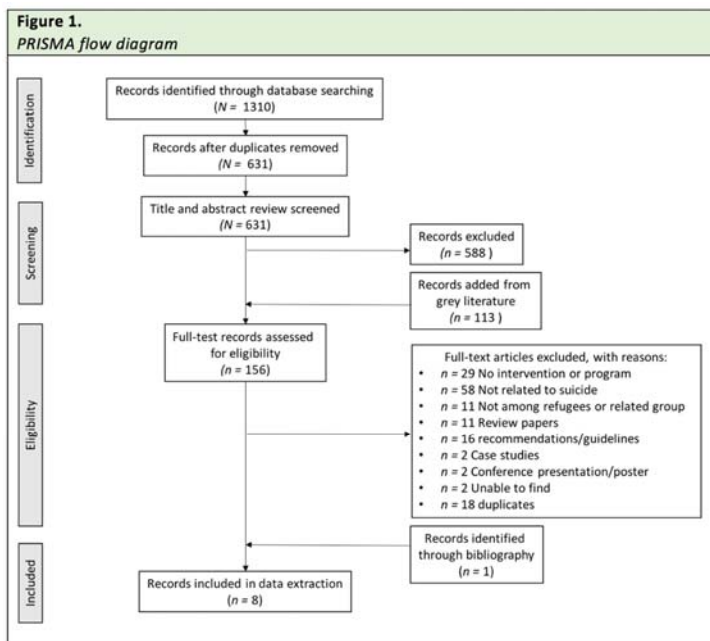 Figure 1.
PRISMA flow diagram
Identification
Records identified through database searching
(N = 1310)
Records after duplicates removed
(N = 631)
Screening
Title and abstract review screened
(N = 631)
Records excluded
(n = 588 )
Records added from
grey literature
(n = 113 )
Eligibility
Full-test records assessed
for eligibility
(n = 156)
Full-text articles excluded, with reasons:
• n = 29 No intervention or program
• n = 58 Not related to suicide
• n = 11 Not among refugees or related group
• n = 11 Review papers
• n = 16 recommendations/guidelines
• n = 2 Case studies
• n = 2 Conference presentation/poster
• n = 2 Unable to find
• n = 18 duplicates
Included
Records identified
through bibliography
(n = 1)
Records included in data extraction
(n = 8)